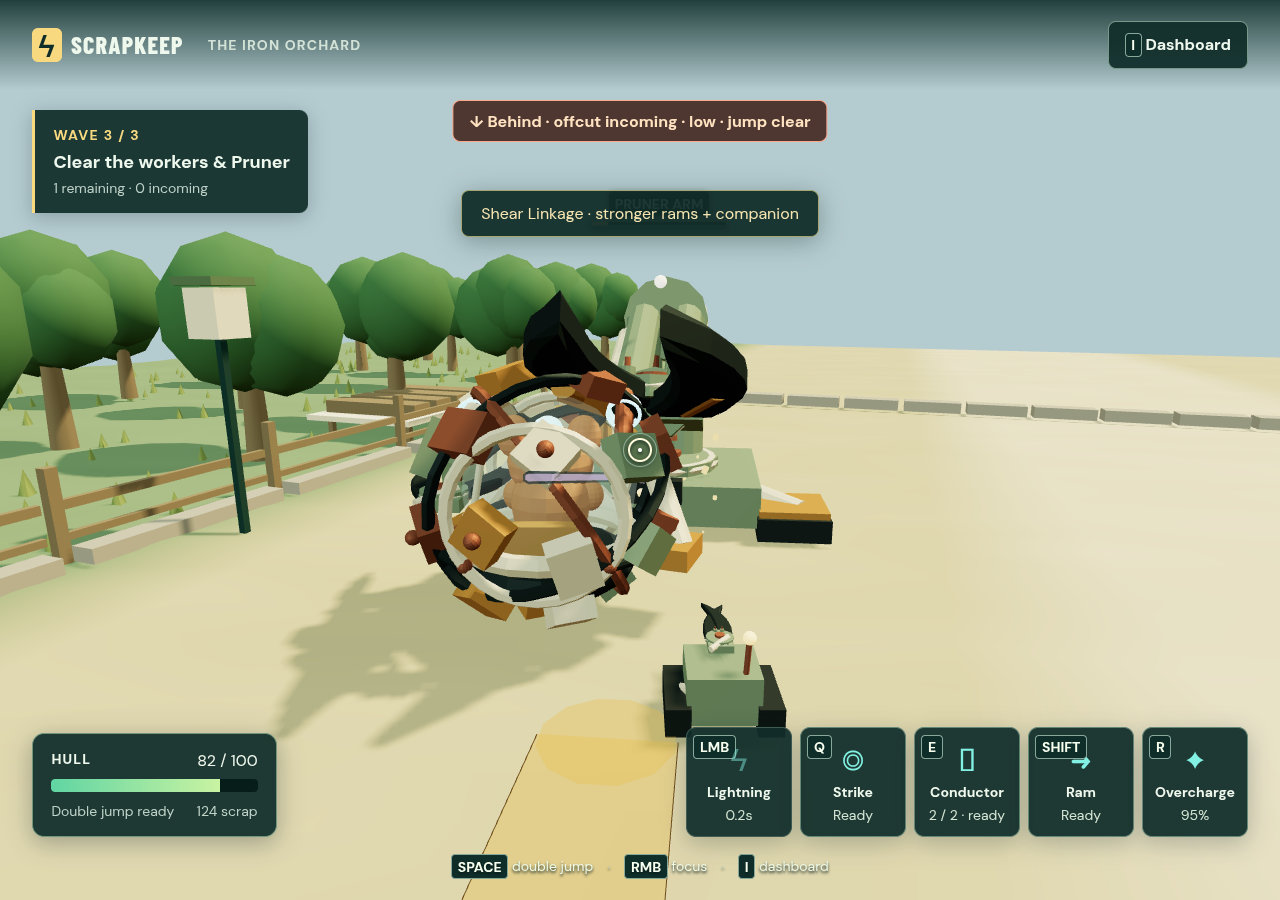 SCRAPKEEP
THE IRON ORCHARD
I Dashboard
WAVE 3 / 3
Clear the workers & Pruner
1 remaining · 0 incoming
↓ Behind · offcut incoming · low · jump clear
PRUNER ARM
Shear Linkage · stronger rams + companion
HULL 82 / 100
Double jump ready 124 scrap
LMB
Lightning
0.2s
Q
Strike
Ready
E
Conductor
2 / 2 · ready
SHIFT
Ram
Ready
R
Overcharge
95%
SPACE double jump · RMB focus · I dashboard